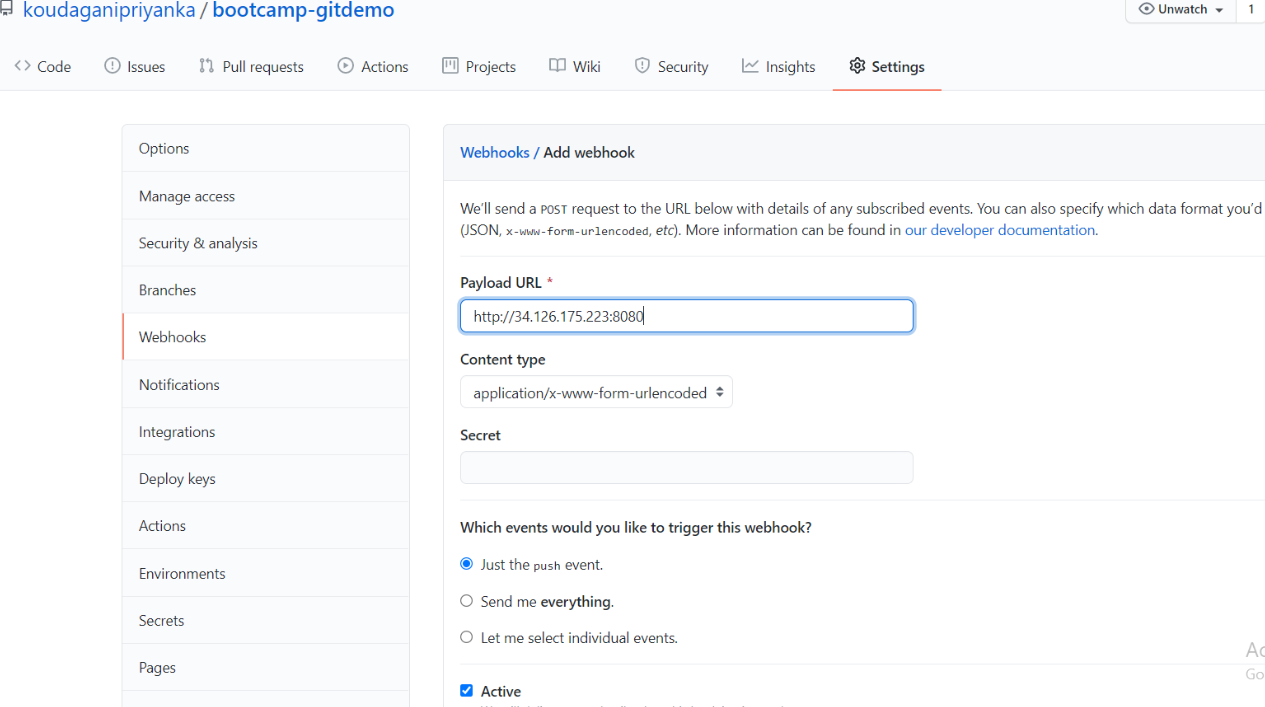 koudaganipriyanka / bootcamp-gitdemo
Unwatch 1
Code Issues Pull requests Actions Projects Wiki Security Insights Settings
Options
Manage access
Security & analysis
Branches
Webhooks
Notifications
Integrations
Deploy keys
Actions
Environments
Secrets
Pages
Webhooks / Add webhook
We'll send a POST request to the URL below with details of any subscribed events. You can also specify which data format you'd
(JSON, x-www-form-urlencoded, etc). More information can be found in our developer documentation.
Payload URL *
http://34.126.175.223:8080
Content type
application/x-www-form-urlencoded
Secret
Which events would you like to trigger this webhook?
Just the push event.
Send me everything.
Let me select individual events.
Active
Ac
Go